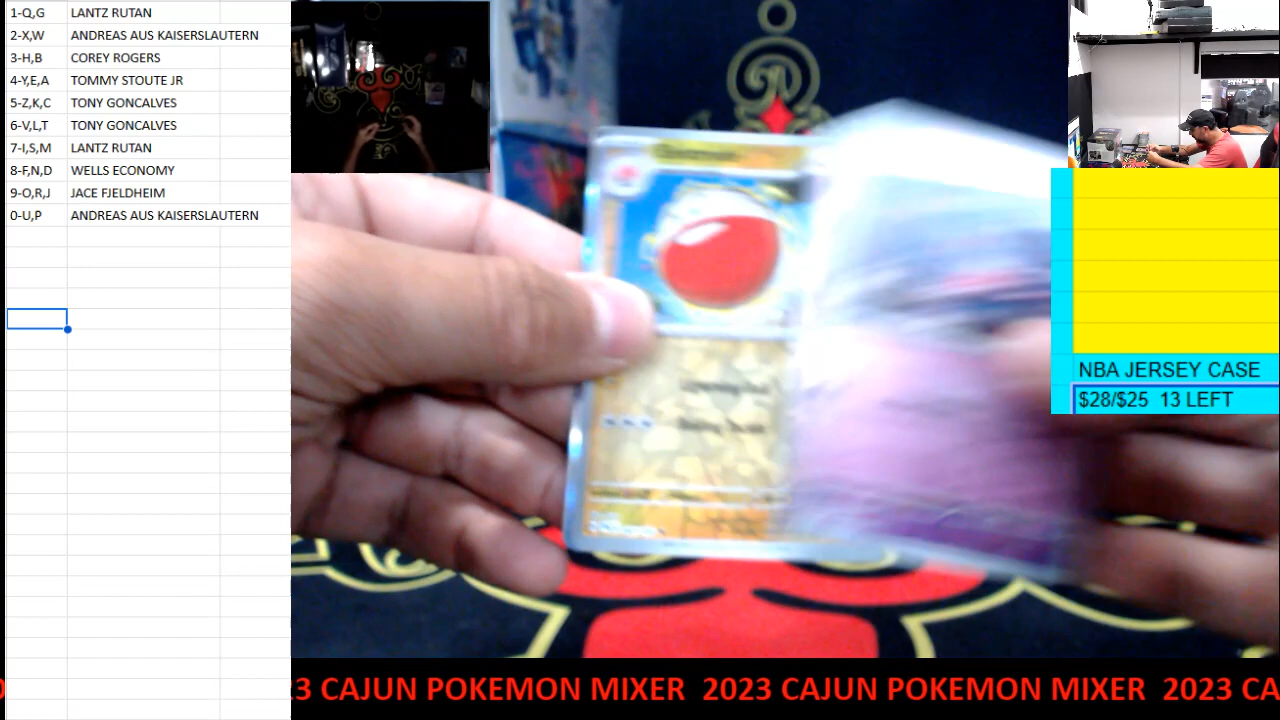 1-Q,G LANTZ RUTAN
2-X,W ANDREAS AUS KAISERSLAUTERN
3-H,B COREY ROGERS
4-Y,E,A TOMMY STOUTE JR
5-Z,K,C TONY GONCALVES
6-V,L,T TONY GONCALVES
7-I,S,M LANTZ RUTAN
8-F,N,D WELLS ECONOMY
9-O,R,J JACE FJELDHEIM
0-U,P ANDREAS AUS KAISERSLAUTERN
NBA JERSEY CASE
$28/$25 13 LEFT
3 CAJUN POKEMON MIXER 2023 CAJUN POKEMON MIXER 2023 CA